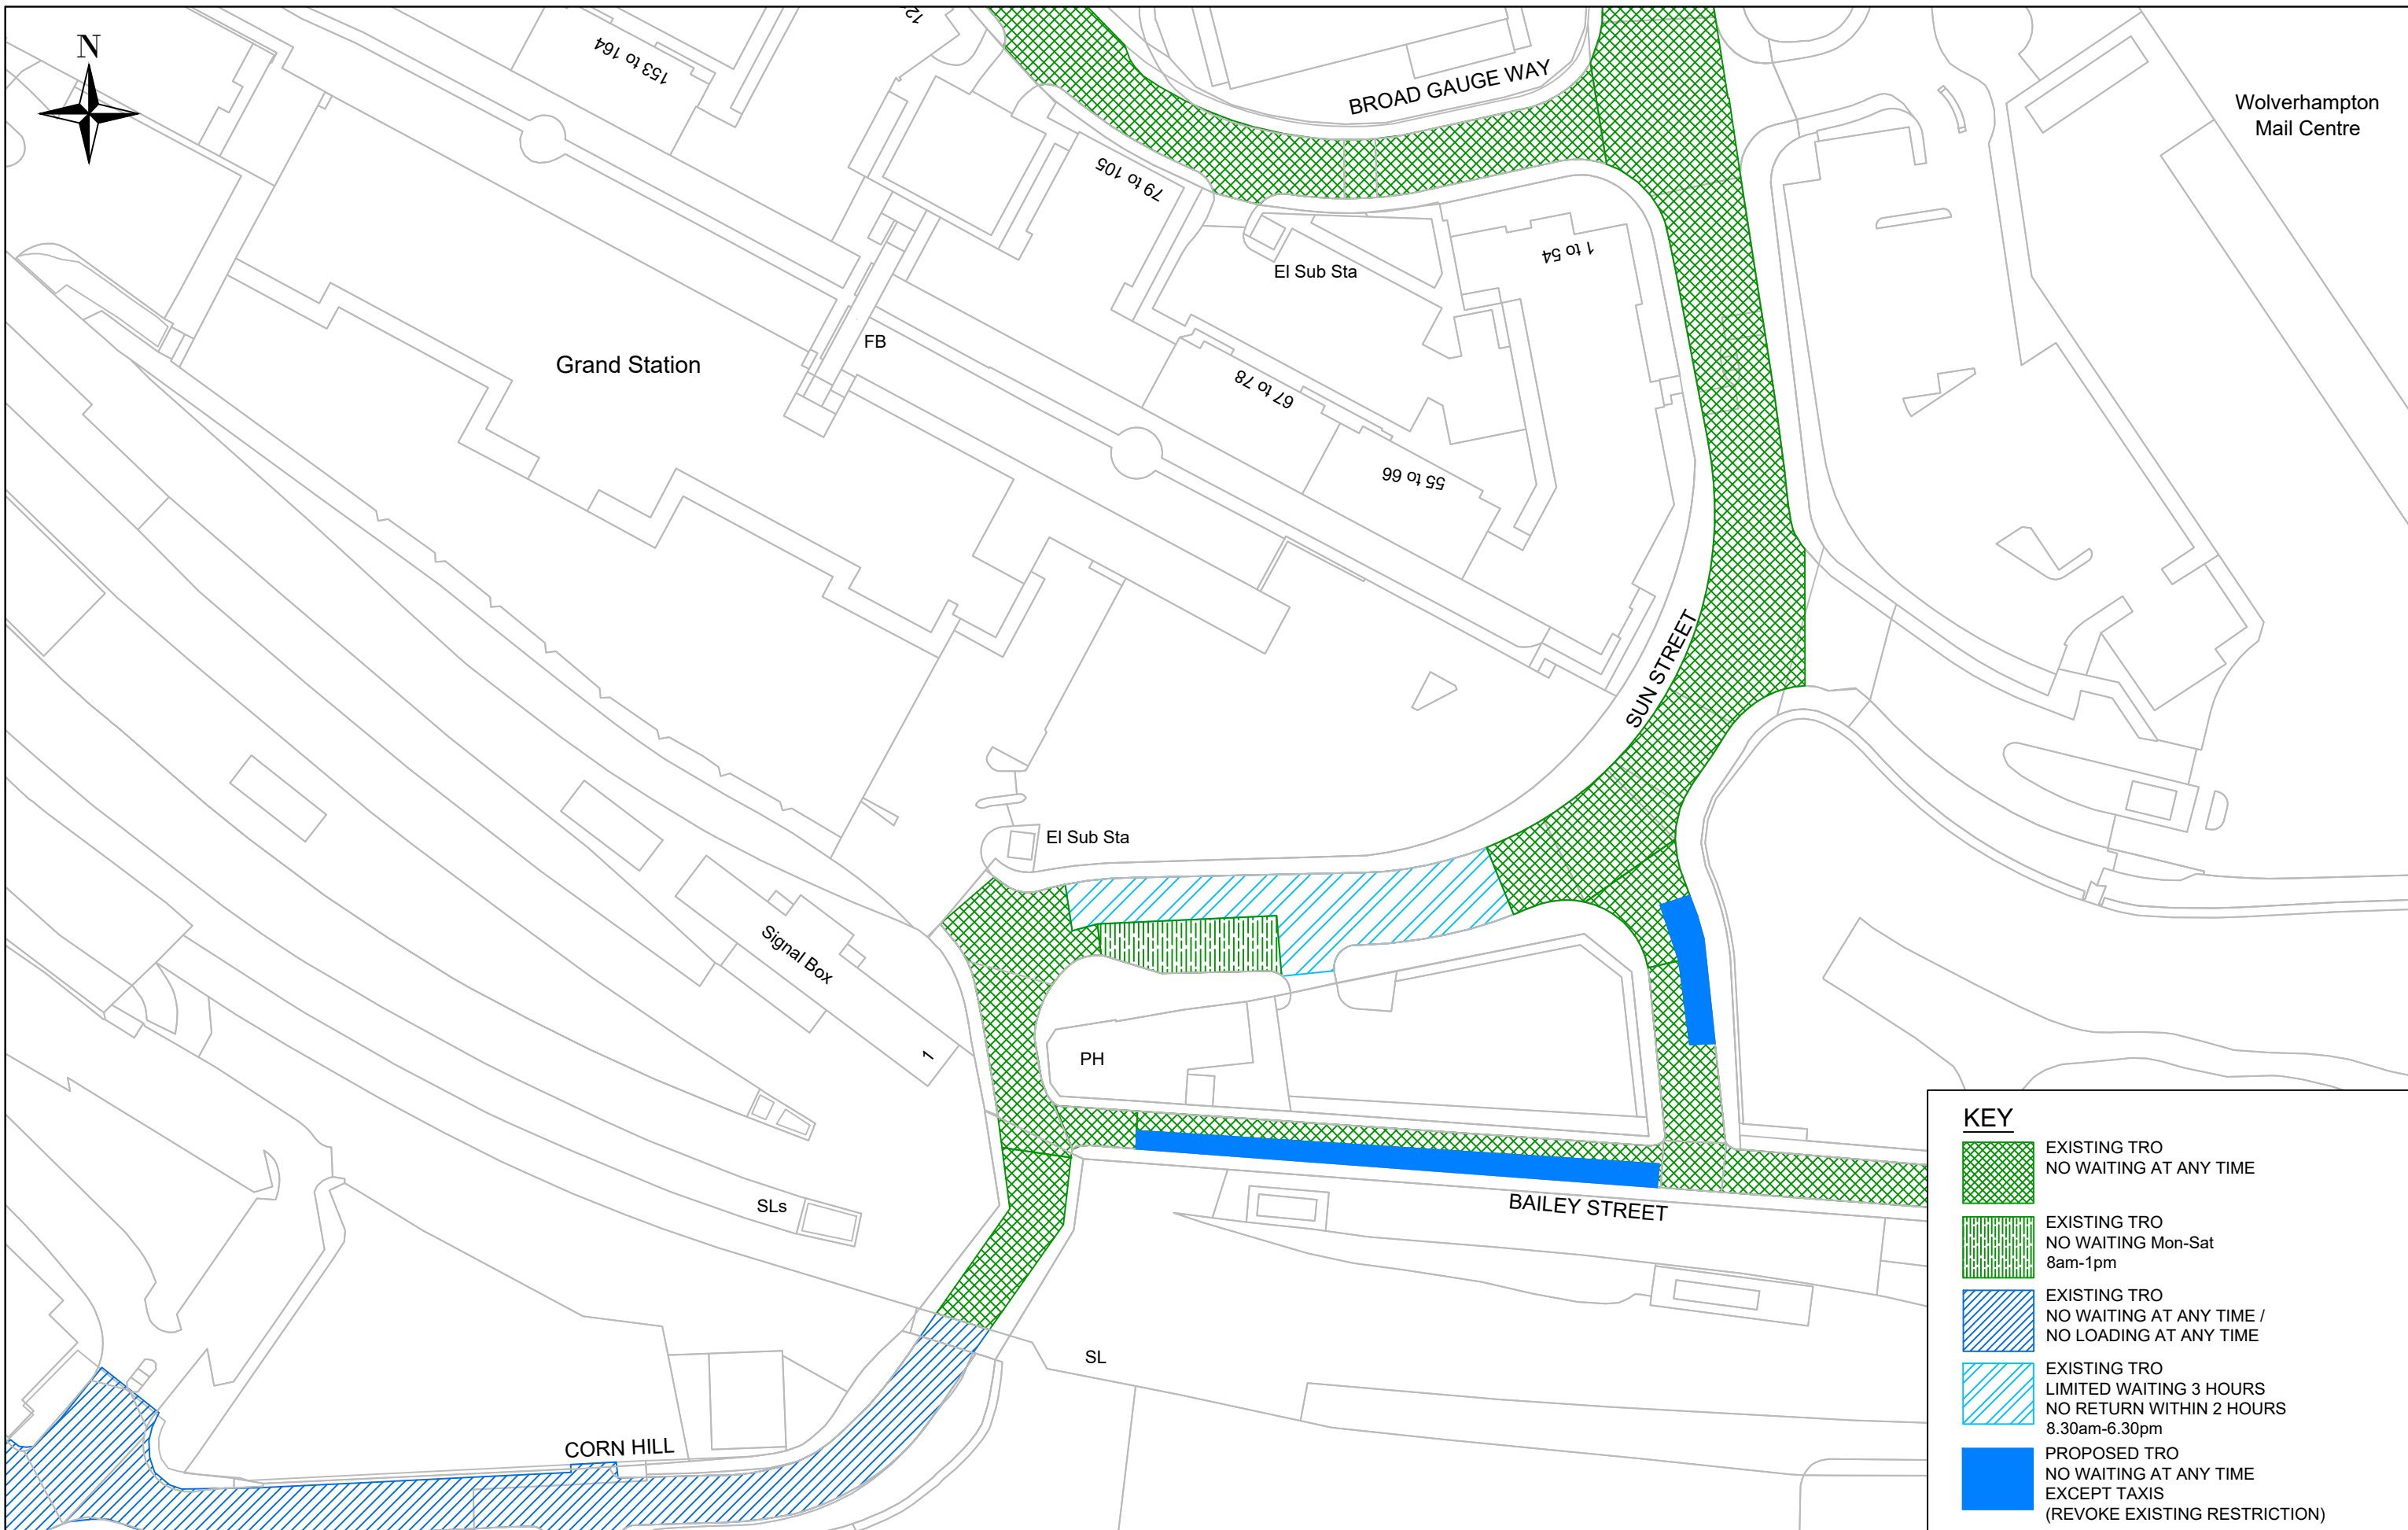 N
153 to 164
BROAD GAUGE WAY
Wolverhampton
Mail Centre
79 to 105
1 to 54
El Sub Sta
FB
Grand Station
67 to 78
55 to 66
SUN STREET
El Sub Sta
Signal Box
1
PH
SLs
BAILEY STREET
SL
CORN HILL
KEY
EXISTING TRO
NO WAITING AT ANY TIME
EXISTING TRO
NO WAITING Mon-Sat
8am-1pm
EXISTING TRO
NO WAITING AT ANY TIME /
NO LOADING AT ANY TIME
EXISTING TRO
LIMITED WAITING 3 HOURS
NO RETURN WITHIN 2 HOURS
8.30am-6.30pm
PROPOSED TRO
NO WAITING AT ANY TIME
EXCEPT TAXIS
(REVOKE EXISTING RESTRICTION)